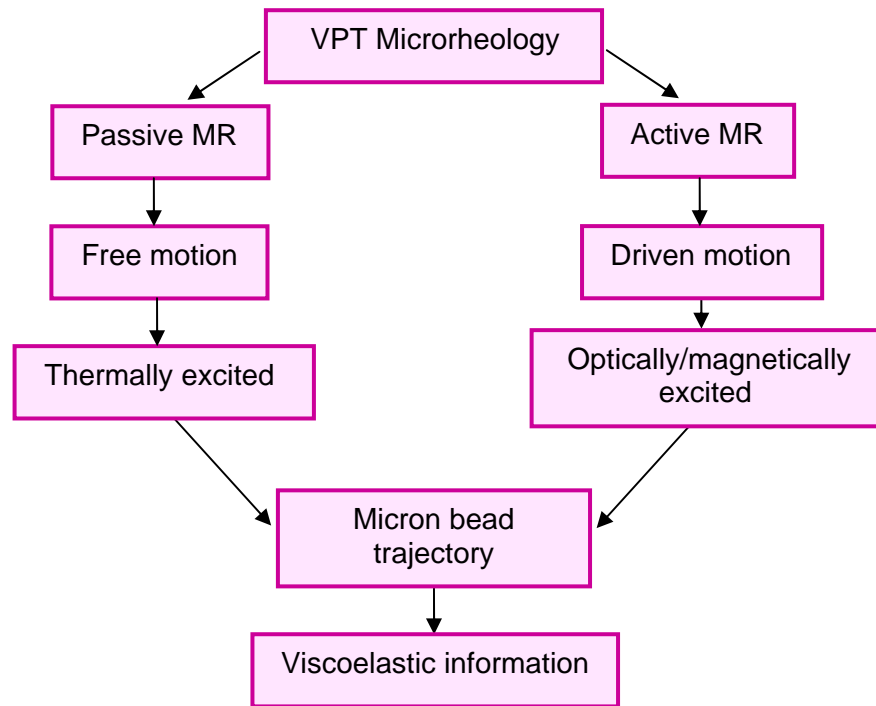 VPT Microrheology
Passive MR
Active MR
Free motion
Driven motion
Thermally excited
Optically/magnetically
excited
Micron bead
trajectory
Viscoelastic information